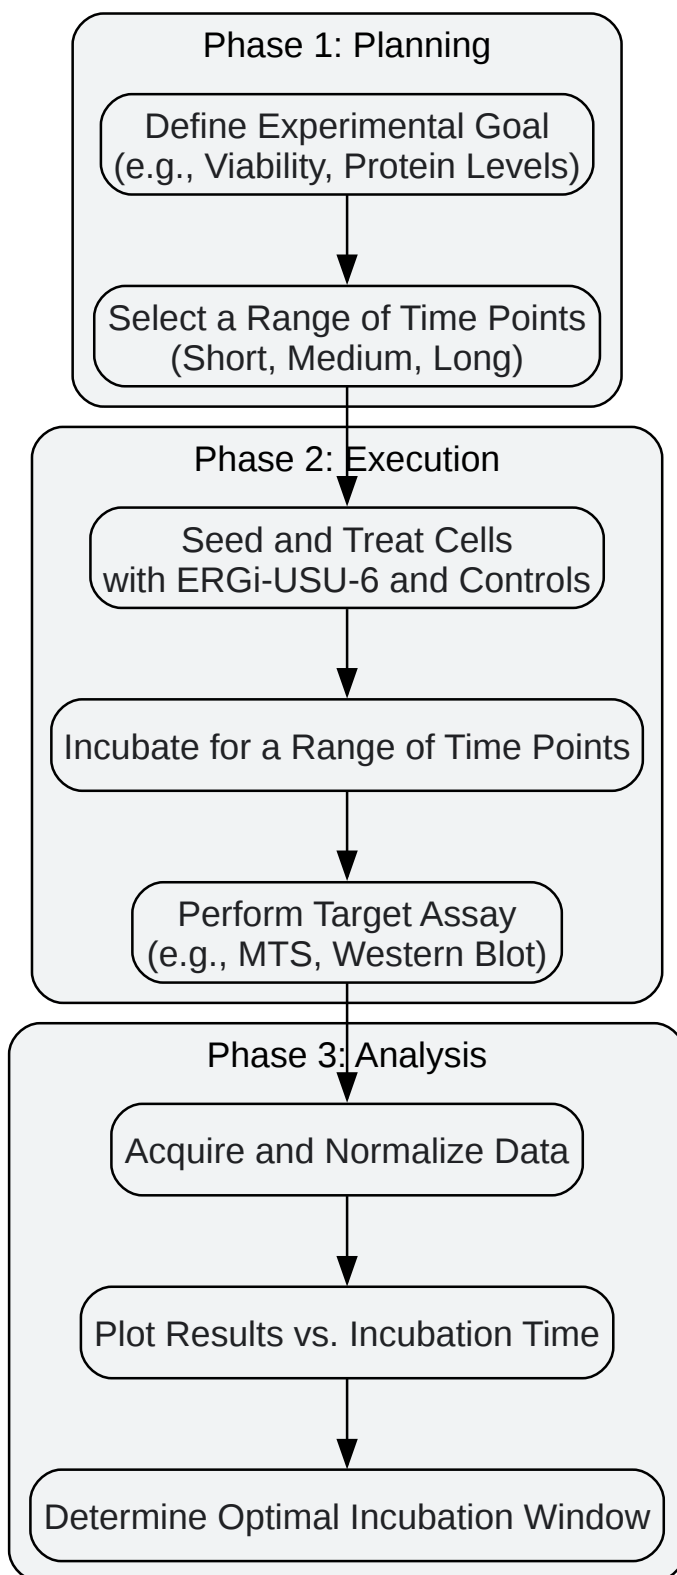 Phase 1: Planning
Define Experimental Goal
(e.g., Viability, Protein Levels)
Select a Range of Time Points
(Short, Medium, Long)
Phase 2: Execution
Seed and Treat Cells
with ERGi-USU-6 and Controls
Incubate for a Range of Time Points
Perform Target Assay
(e.g., MTS, Western Blot)
Phase 3: Analysis
Acquire and Normalize Data
Plot Results vs. Incubation Time
Determine Optimal Incubation Window